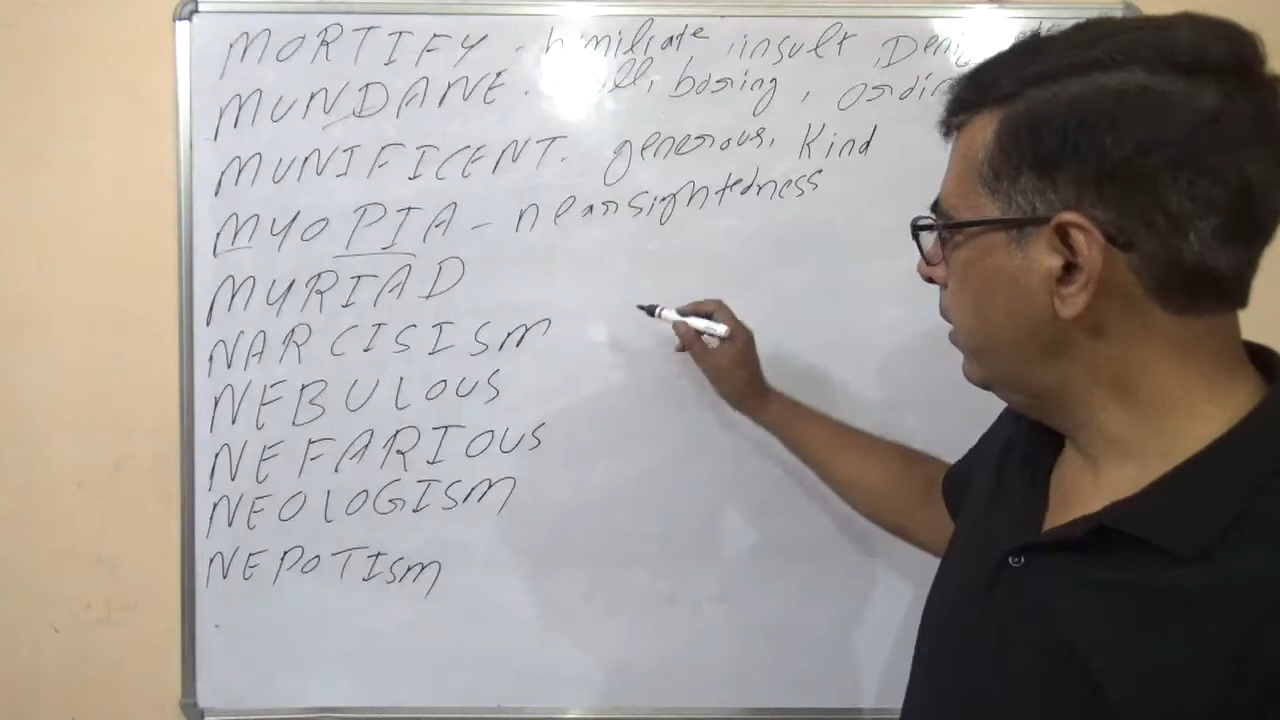 MORTIFY - humiliate, insult,
MUNDANE. boring,
MUNIFICENT. generous, Kind
MYOPIA - nearsightedness
MYRIAD
NARCISISM
NEBULOUS
NEFARIOUS
NEOLOGISM
NEPOTISM